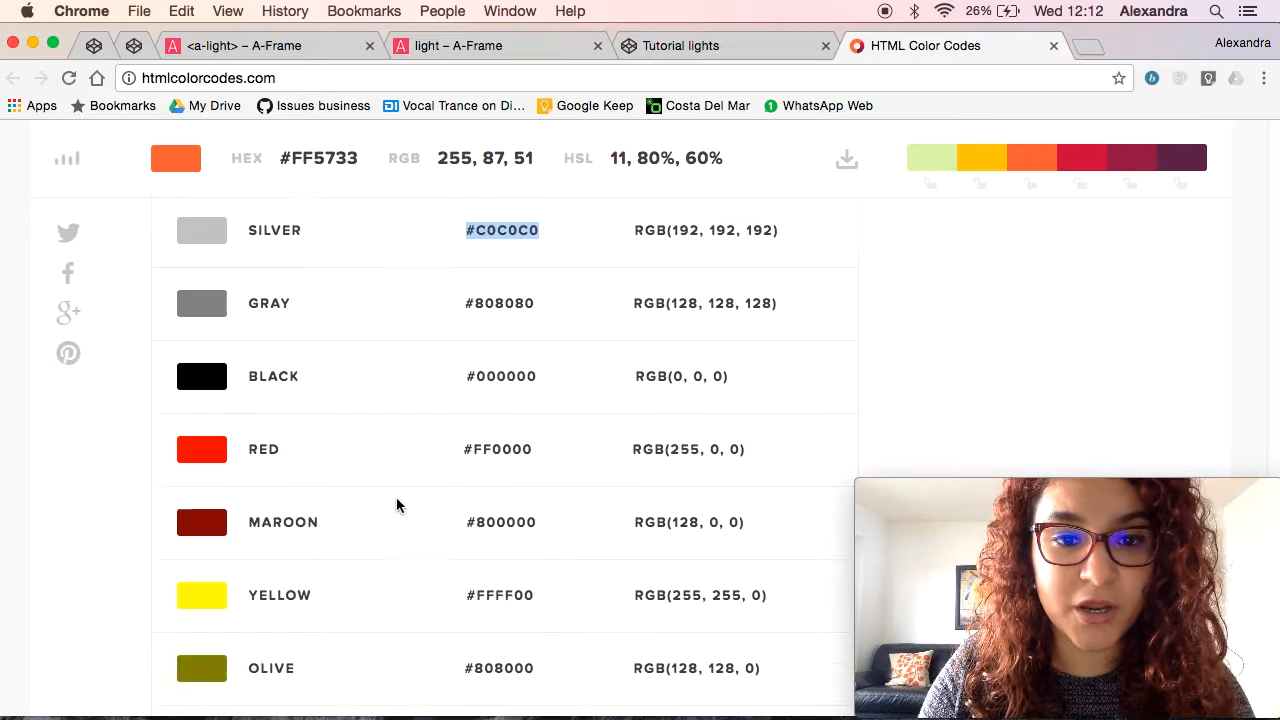 Chrome File Edit View History Bookmarks People Window Help 26% Wed 12:12 Alexandra
<a-light> – A-Frame light – A-Frame Tutorial lights HTML Color Codes Alexandra
htmlcolorcodes.com
Apps Bookmarks My Drive Issues business Vocal Trance on Di... Google Keep Costa Del Mar WhatsApp Web
HEX #FF5733 RGB 255, 87, 51 HSL 11, 80%, 60%
SILVER #C0C0C0 RGB(192, 192, 192)
GRAY #808080 RGB(128, 128, 128)
BLACK #000000 RGB(0, 0, 0)
RED #FF0000 RGB(255, 0, 0)
MAROON #800000 RGB(128, 0, 0)
YELLOW #FFFF00 RGB(255, 255, 0)
OLIVE #808000 RGB(128, 128, 0)